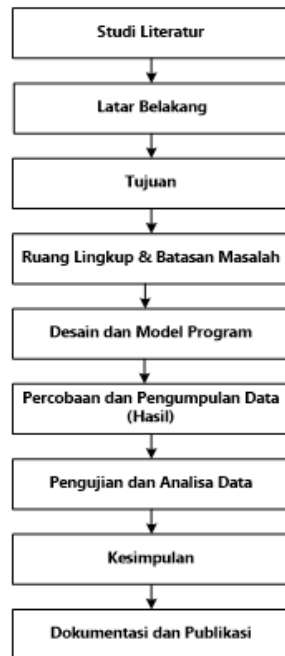 Studi Literatur
Latar Belakang
Tujuan
Ruang Lingkup & Batasan Masalah
Desain dan Model Program
Percobaan dan Pengumpulan Data
(Hasil)
Pengujian dan Analisa Data
Kesimpulan
Dokumentasi dan Publikasi